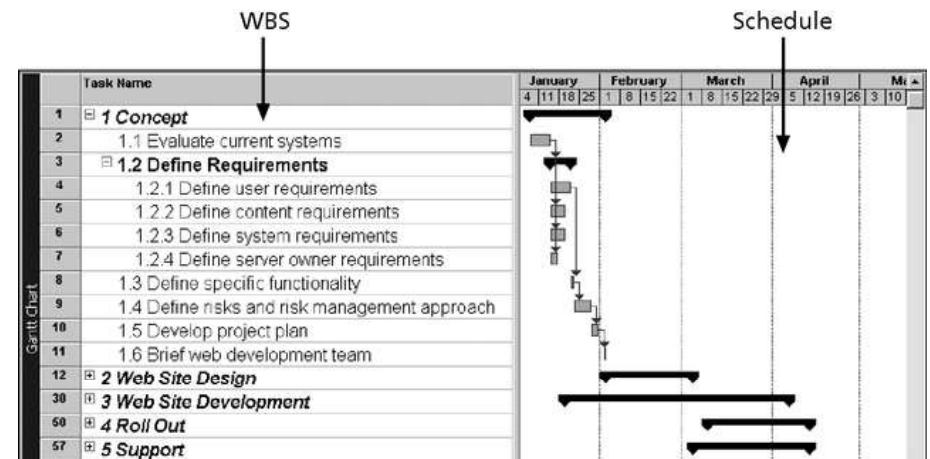 WBS Schedule
Task Name January February March April
4 11 18 25 1 8 15 22 1 8 15 22 29 5 12 19 26 3 10
1 1 Concept
2 1.1 Evaluate current systems
3 1.2 Define Requirements
4 1.2.1 Define user requirements
5 1.2.2 Define content requirements
6 1.2.3 Define system requirements
7 1.2.4 Define server owner requirements
8 1.3 Define specific functionality
9 1.4 Define risks and risk management approach
10 1.5 Develop project plan
11 1.6 Brief web development team
12 2 Web Site Design
30 3 Web Site Development
50 4 Roll Out
57 5 Support
Gantt Chart